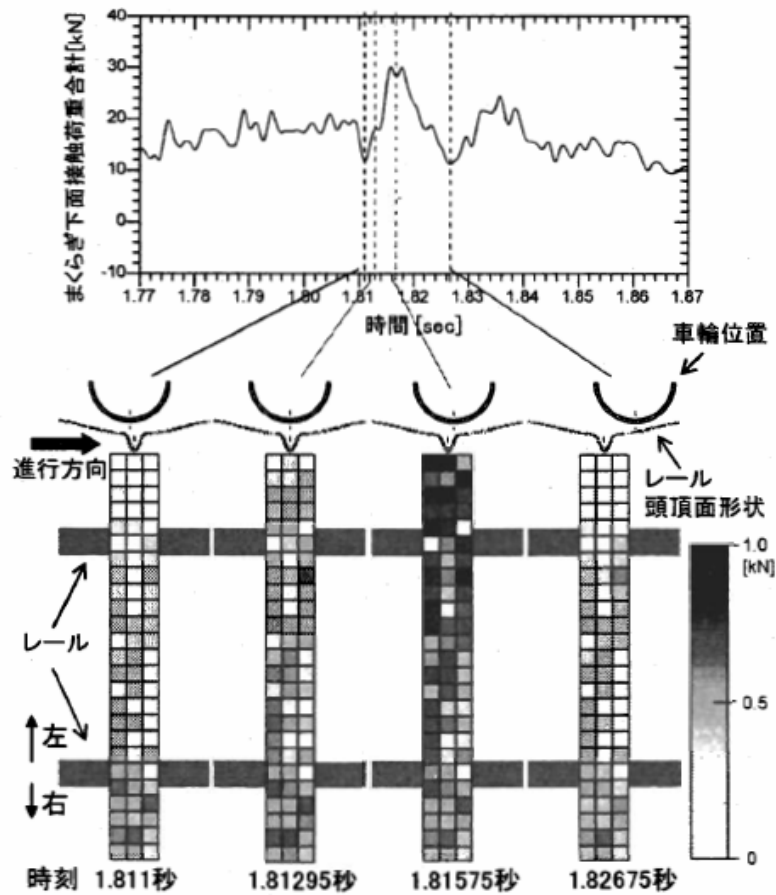 まくらぎ下面接触荷重合計[kN]
40
30
20
10
0
-10
1.77 1.78 1.79 1.80 1.81 1.82 1.83 1.84 1.85 1.86 1.87
時間[sec]
車輪位置
進行方向
レール
頭頂面形状
1.0
[kN]
レール
0.5
左
右
0
時刻 1.811秒 1.81295秒 1.81575秒 1.82675秒